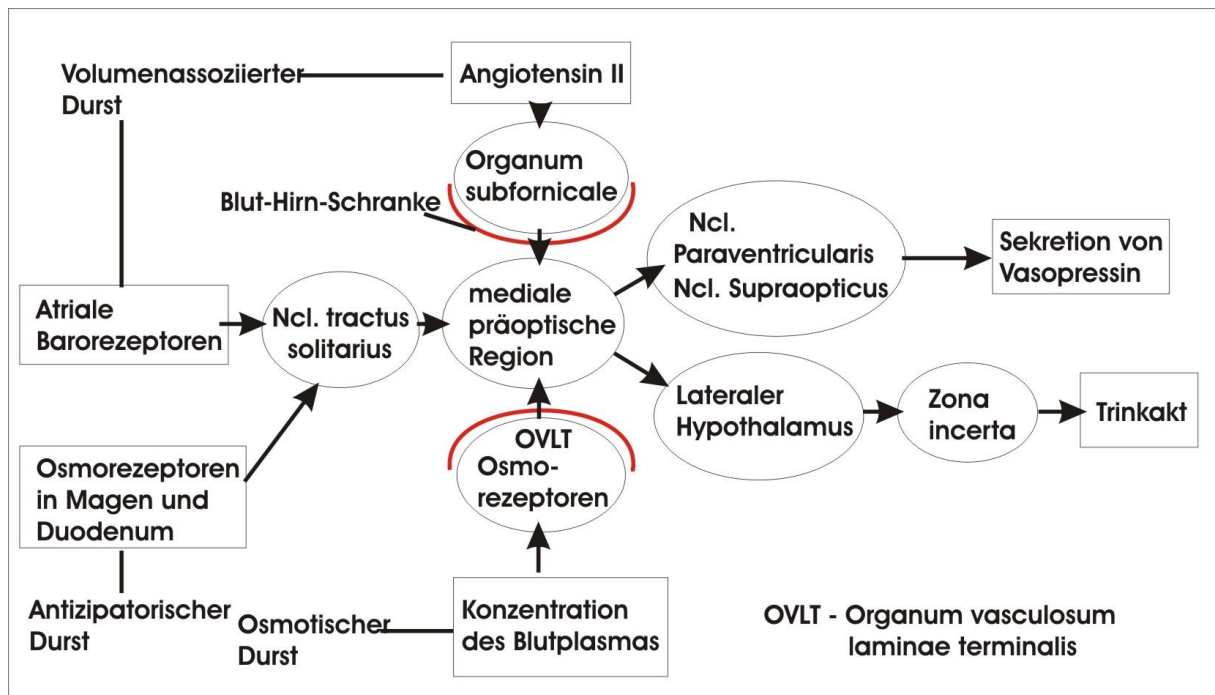 Volumenassoziierter
Durst
Angiotensin II
Organum
subfornicale
Blut-Hirn-Schranke
Ncl.
Paraventricularis
Ncl. Supraopticus
Sekretion von
Vasopressin
Atriale
Barorezeptoren
Ncl. tractus
solitarius
mediale
präoptische
Region
Lateraler
Hypothalamus
Zona
incerta
Trinkakt
OVLT
Osmo-
rezeptoren
Osmorezeptoren
in Magen und
Duodenum
Antizipatorischer
Durst
Osmotischer
Durst
Konzentration
des Blutplasmas
OVLT - Organum vasculosum
laminae terminalis